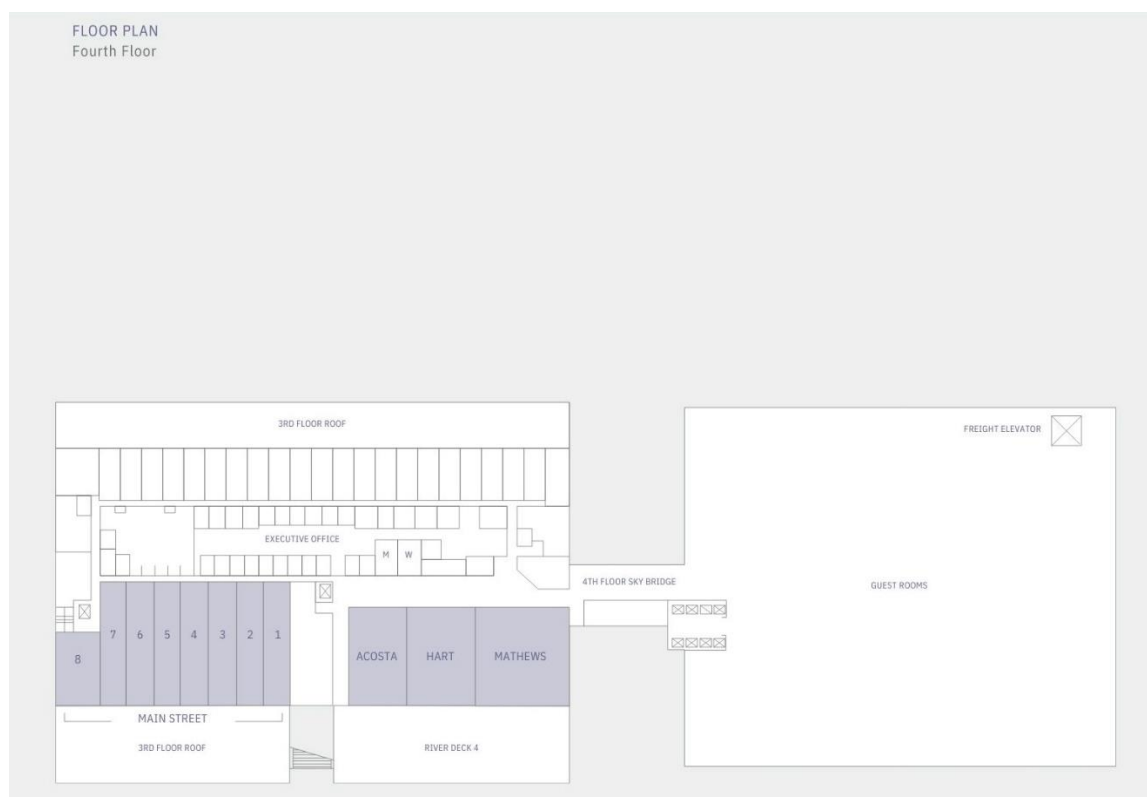 FLOOR PLAN
Fourth Floor
3RD FLOOR ROOF
FREIGHT ELEVATOR
EXECUTIVE OFFICE
M
W
4TH FLOOR SKY BRIDGE
GUEST ROOMS
8
7
6
5
4
3
2
1
ACOSTA
HART
MATHEWS
MAIN STREET
3RD FLOOR ROOF
RIVER DECK 4